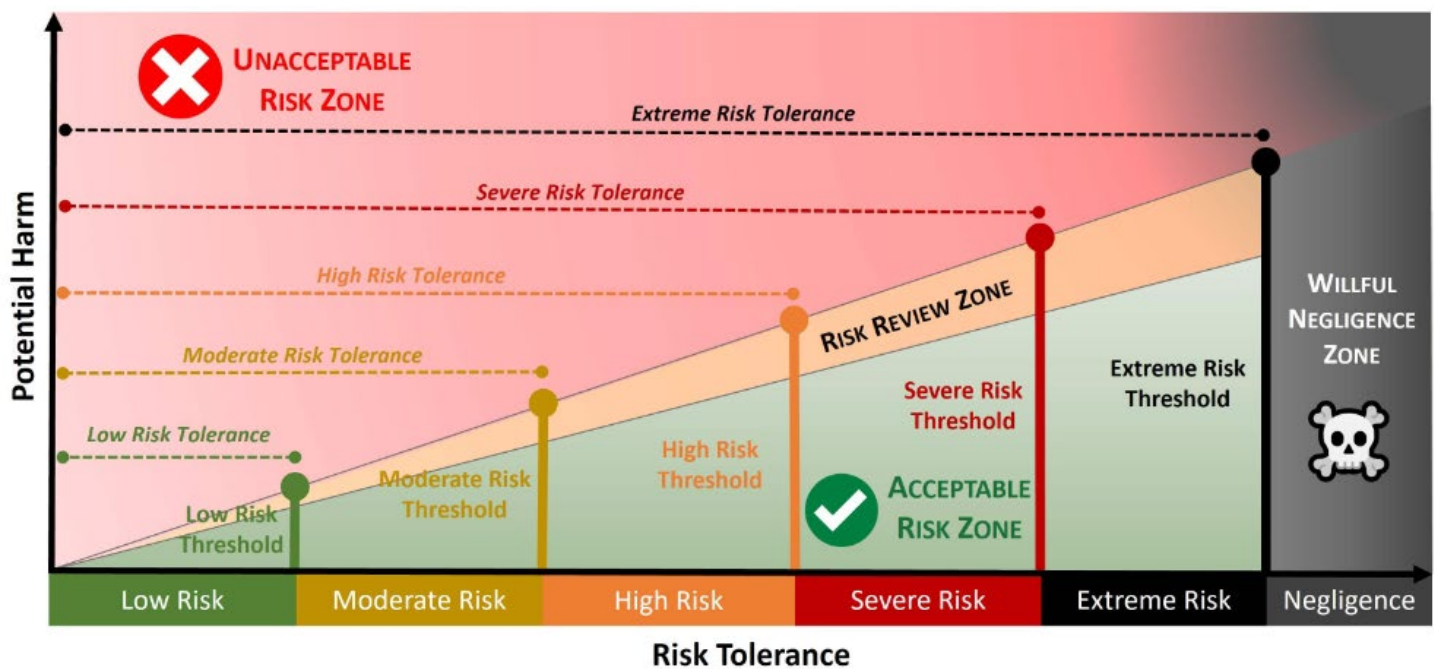 UNACCEPTABLE
RISK ZONE
Extreme Risk Tolerance
Severe Risk Tolerance
High Risk Tolerance
Moderate Risk Tolerance
Low Risk Tolerance
Potential Harm
RISK REVIEW ZONE
WILLFUL
NEGLIGENCE
ZONE
Extreme Risk
Threshold
Severe Risk
Threshold
High Risk
Threshold
Moderate Risk
Threshold
Low Risk
Threshold
ACCEPTABLE
RISK ZONE
Low Risk
Moderate Risk
High Risk
Severe Risk
Extreme Risk
Negligence
Risk Tolerance